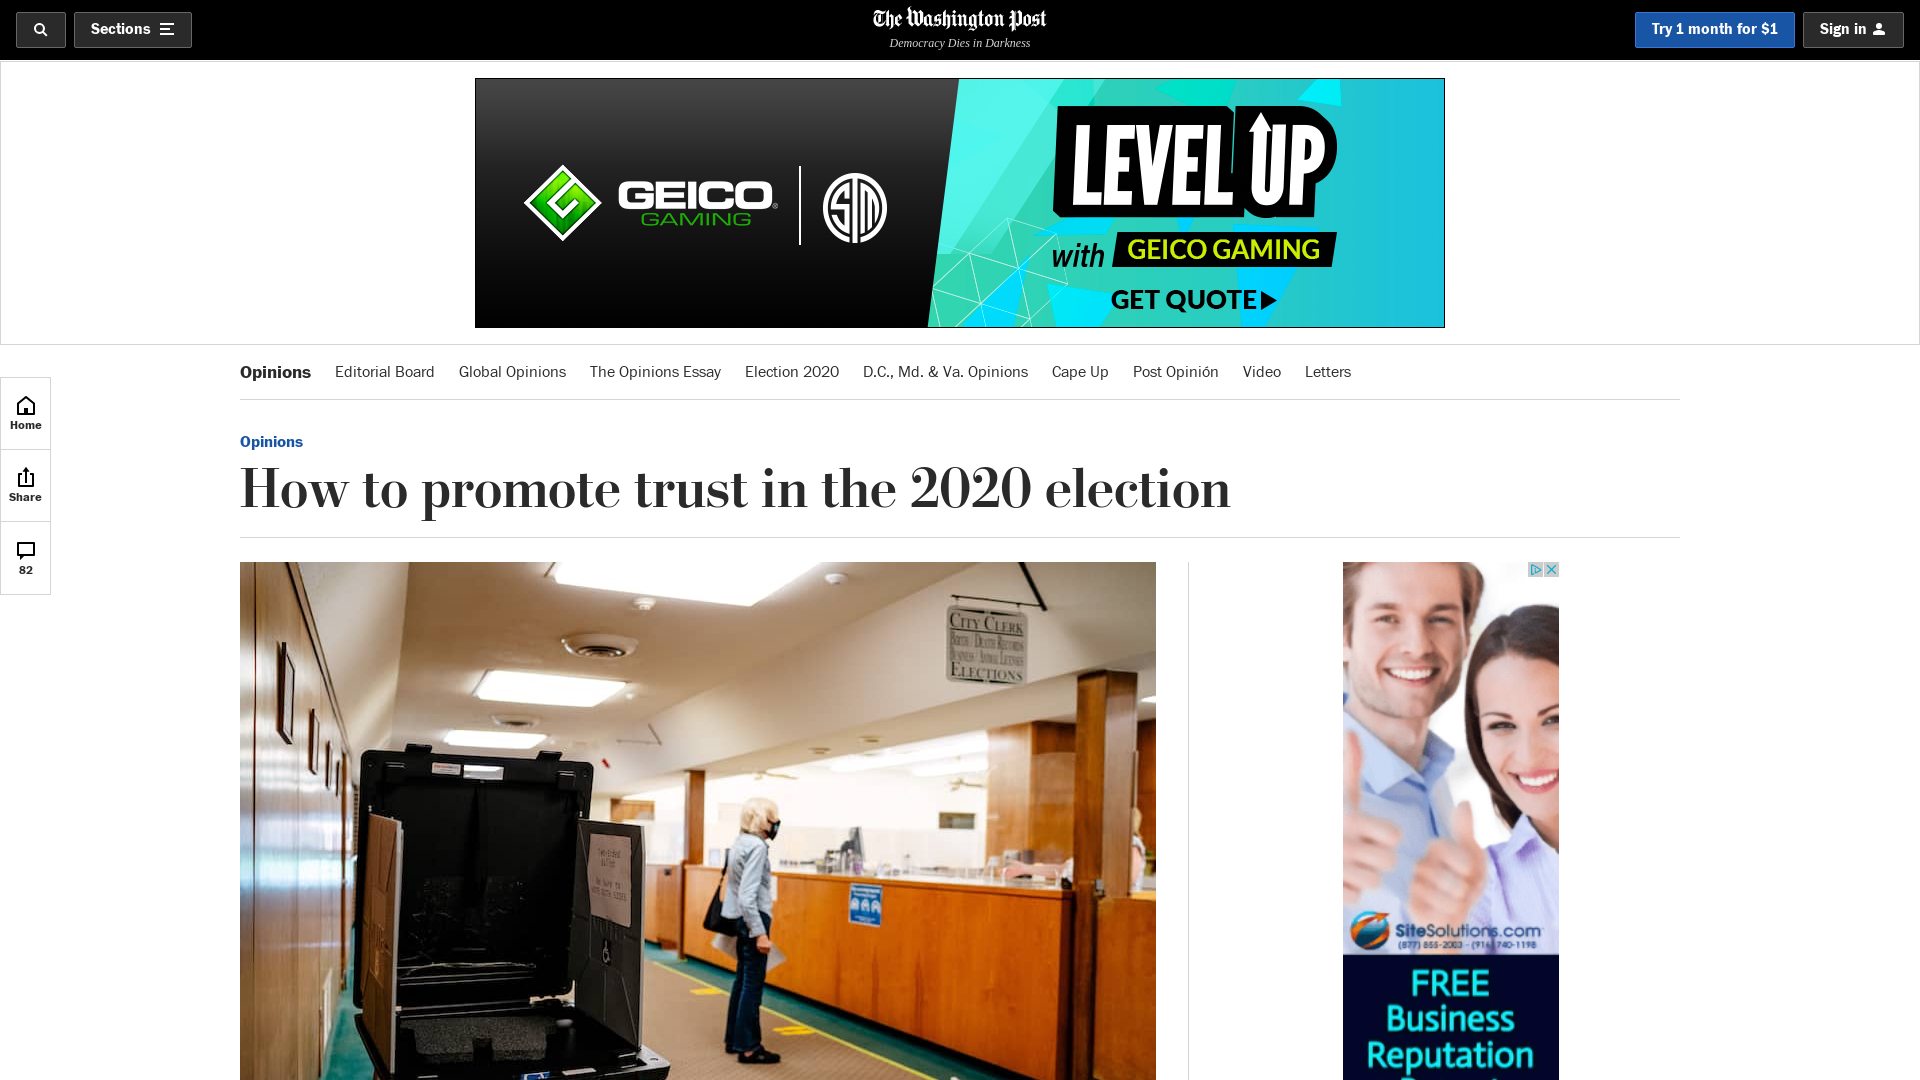 Sections
The Washington Post
Democracy Dies in Darkness
Try 1 month for $1
Sign in
GEICO
GAMING
TSM
LEVEL UP
with GEICO GAMING
GET QUOTE
Opinions
Editorial Board
Global Opinions
The Opinions Essay
Election 2020
D.C., Md. & Va. Opinions
Cape Up
Post Opinión
Video
Letters
Home
Share
82
Opinions
How to promote trust in the 2020 election
City Clerk
Birth / Death Records
Business / Animal Licenses
Elections
SiteSolutions.com
(877) 855-2003 - (916) 740-1198
FREE
Business
Reputation